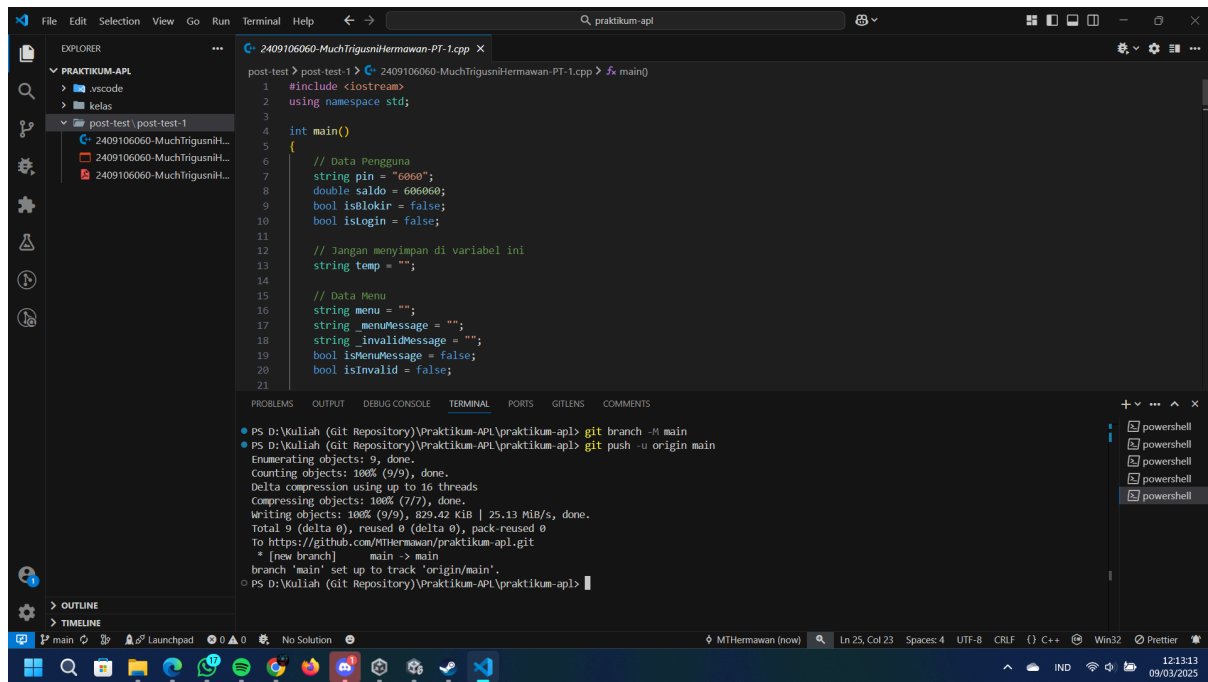 File Edit Selection View Go Run Terminal Help
praktikum-apl
EXPLORER
PRAKTIKUM-APL
.vscode
kelas
post-test \ post-test-1
2409106060-MuchTrigusniH...
2409106060-MuchTrigusniH...
2409106060-MuchTrigusniH...
OUTLINE
TIMELINE
2409106060-MuchTrigusniHermawan-PT-1.cpp
post-test > post-test-1 > 2409106060-MuchTrigusniHermawan-PT-1.cpp > main()
1 #include <iostream>
2 using namespace std;
3
4 int main()
5 {
6 // Data Pengguna
7 string pin = "6060";
8 double saldo = 606060;
9 bool isBlokir = false;
10 bool isLogin = false;
11
12 // Jangan menyimpan di variabel ini
13 string temp = "";
14
15 // Data Menu
16 string menu = "";
17 string _menuMessage = "";
18 string _invalidMessage = "";
19 bool isMenuMessage = false;
20 bool isInvalid = false;
21
PROBLEMS OUTPUT DEBUG CONSOLE TERMINAL PORTS GITLENS COMMENTS
PS D:\Kuliah (Git Repository)\Praktikum-APL\praktikum-apl> git branch -M main
PS D:\Kuliah (Git Repository)\Praktikum-APL\praktikum-apl> git push -u origin main
Enumerating objects: 9, done.
Counting objects: 100% (9/9), done.
Delta compression using up to 16 threads
Compressing objects: 100% (7/7), done.
Writing objects: 100% (9/9), 829.42 KiB | 25.13 MiB/s, done.
Total 9 (delta 0), reused 0 (delta 0), pack-reused 0
To https://github.com/MTHermawan/praktikum-apl.git
* [new branch] main -> main
branch 'main' set up to track 'origin/main'.
PS D:\Kuliah (Git Repository)\Praktikum-APL\praktikum-apl>
powershell
powershell
powershell
powershell
powershell
1
main Launchpad 0 0 No Solution MTHermawan (now) Ln 25, Col 23 Spaces: 4 UTF-8 CRLF {} C++ Win32 Prettier
17
IND
12:13:13
09/03/2025